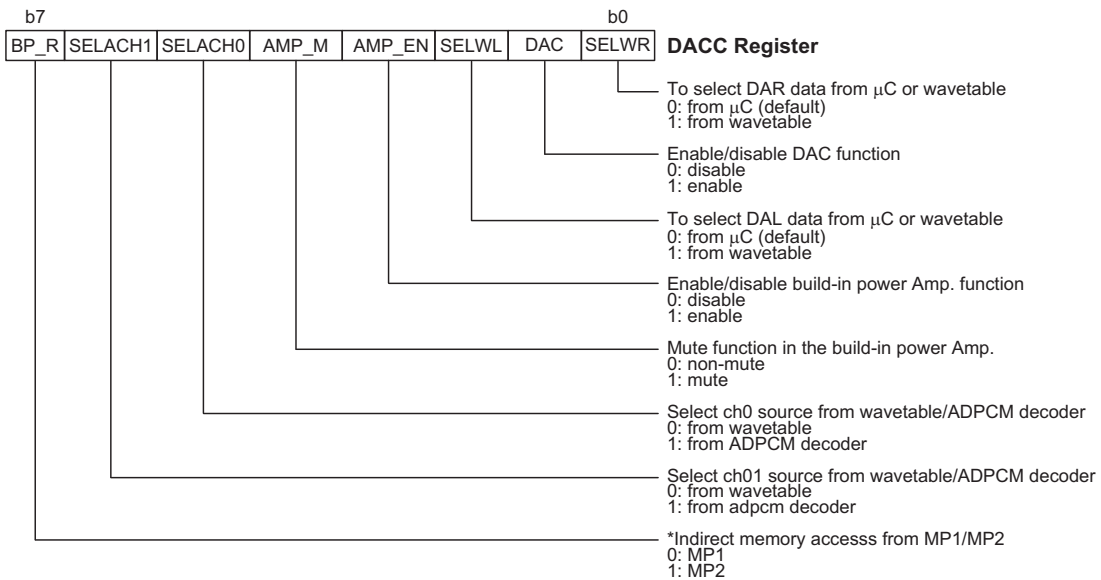 b7 b0
BP_R SELACH1 SELACH0 AMP_M AMP_EN SELWL DAC SELWR DACC Register
To select DAR data from μC or wavetable
0: from μC (default)
1: from wavetable
Enable/disable DAC function
0: disable
1: enable
To select DAL data from μC or wavetable
0: from μC (default)
1: from wavetable
Enable/disable build-in power Amp. function
0: disable
1: enable
Mute function in the build-in power Amp.
0: non-mute
1: mute
Select ch0 source from wavetable/ADPCM decoder
0: from wavetable
1: from ADPCM decoder
Select ch01 source from wavetable/ADPCM decoder
0: from wavetable
1: from adpcm decoder
*Indirect memory accesss from MP1/MP2
0: MP1
1: MP2